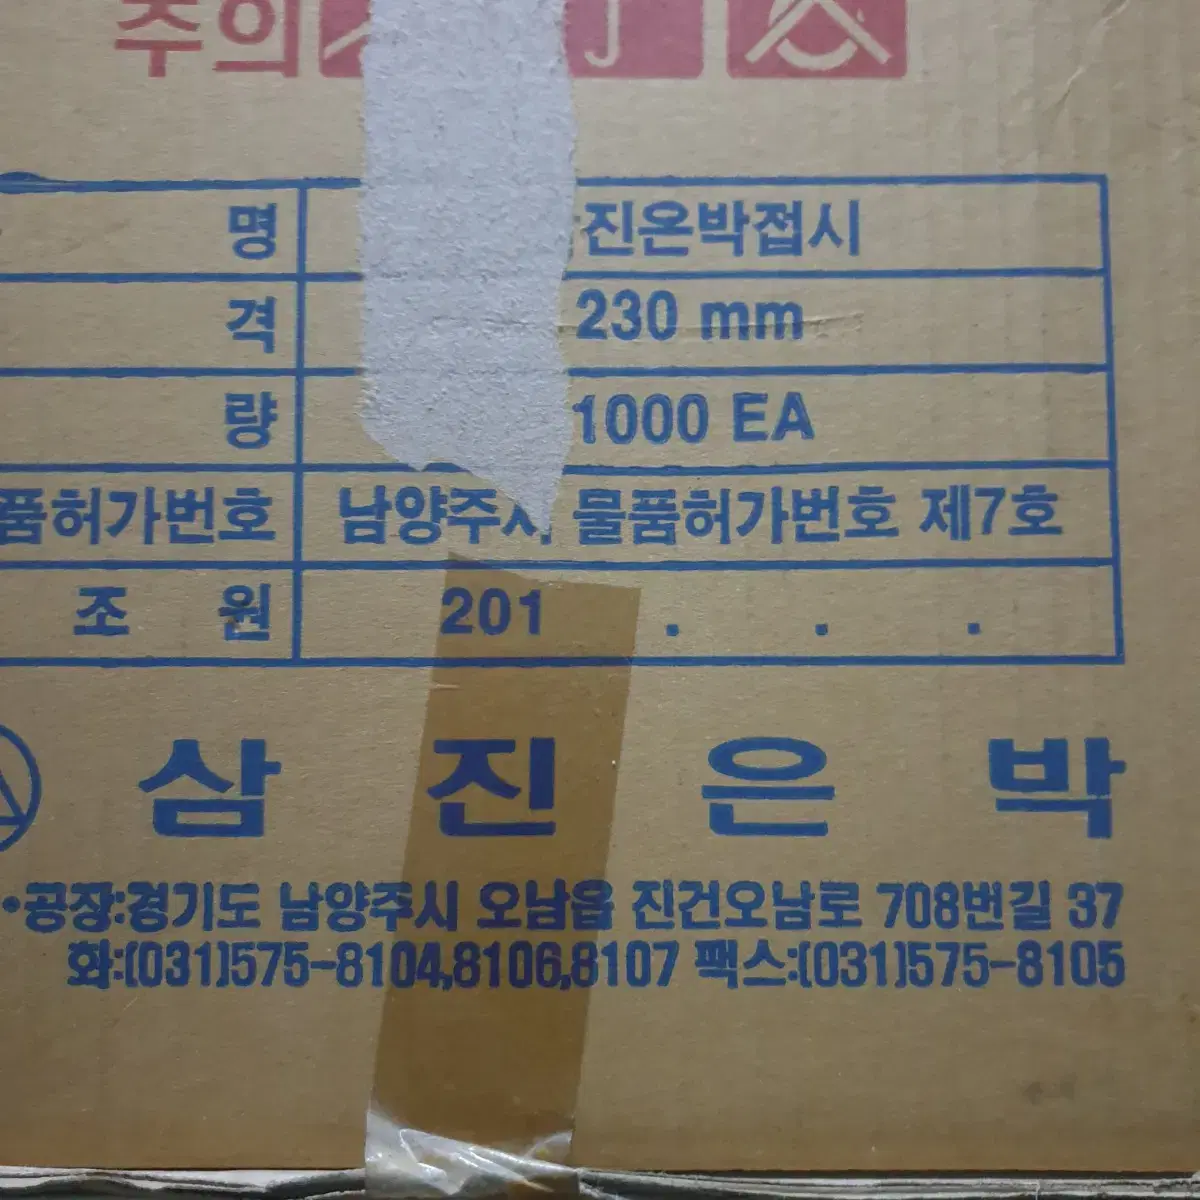 주의
명 진온박접시
격 230 mm
량 1000 EA
품허가번호 남양주시 물품허가번호 제7호
조 원 201 . . .
삼 진 은 박
•공장:경기도 남양주시 오남읍 진건오남로 708번길 37
화:(031)575-8104,8106,8107 팩스:(031)575-8105